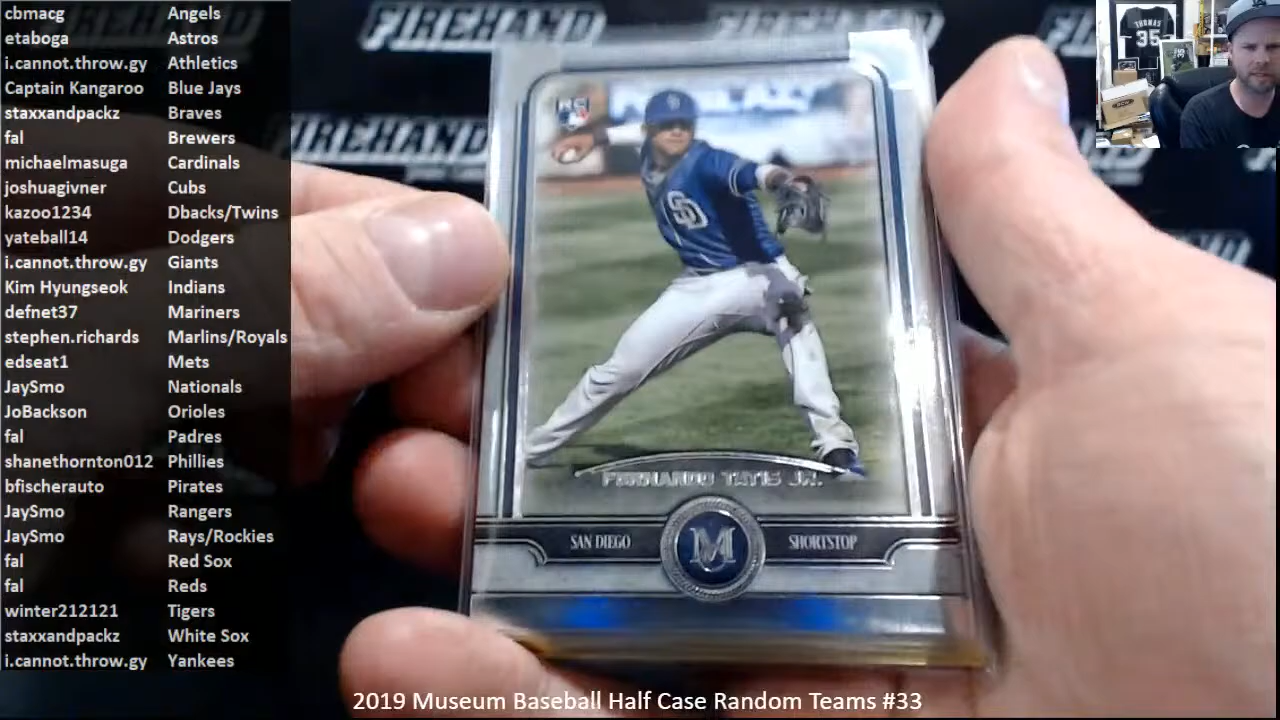 cbmacg Angels
etaboga Astros
i.cannot.throw.gy Athletics
Captain Kangaroo Blue Jays
staxxandpackz Braves
fal Brewers
michaelmasuga Cardinals
joshuagivner Cubs
kazoo1234 Dbacks/Twins
yateball14 Dodgers
i.cannot.throw.gy Giants
Kim Hyungseok Indians
defnet37 Mariners
stephen.richards Marlins/Royals
edseat1 Mets
JaySmo Nationals
JoBackson Orioles
fal Padres
shanethornton012 Phillies
bfischerauto Pirates
JaySmo Rangers
JaySmo Rays/Rockies
fal Red Sox
fal Reds
winter212121 Tigers
staxxandpackz White Sox
i.cannot.throw.gy Yankees
FIREHAND
FIREHAND
THOMAS
35
RC
SD
FERNANDO TATIS JR.
SAN DIEGO M SHORTSTOP
2019 Museum Baseball Half Case Random Teams #33